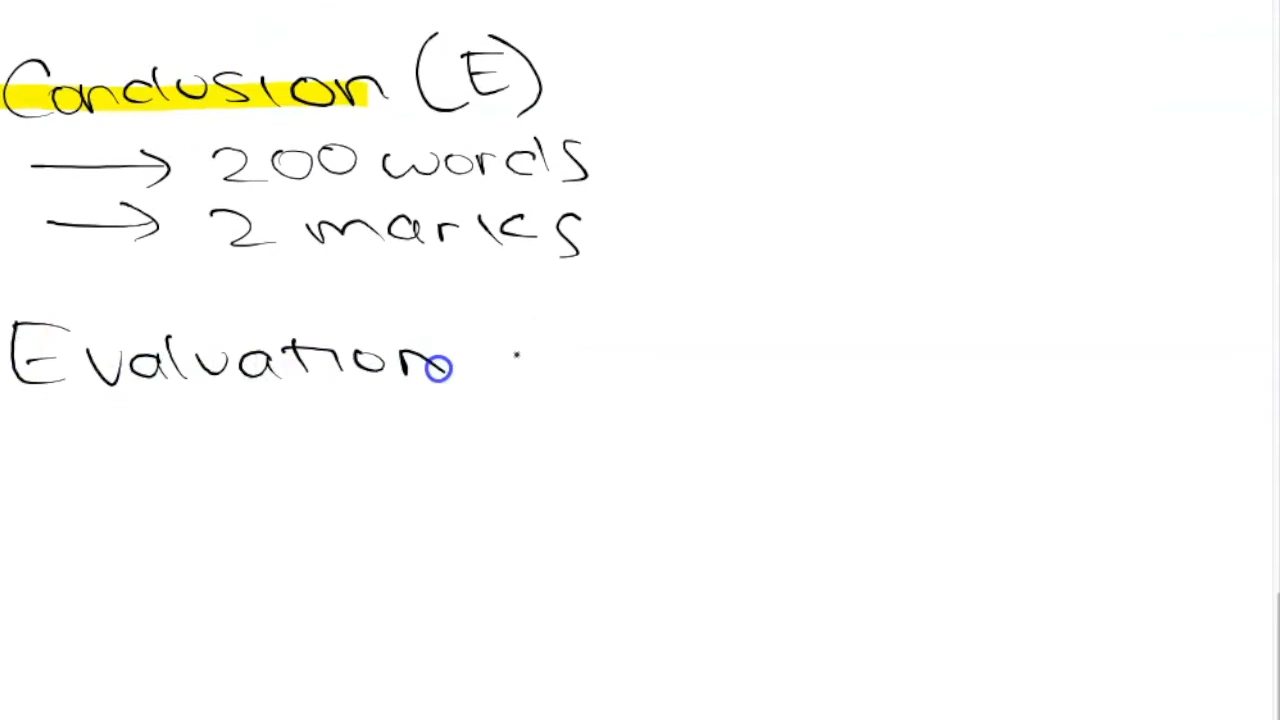 Conclusion (E)
→ 200 words
→ 2 marks
Evaluation